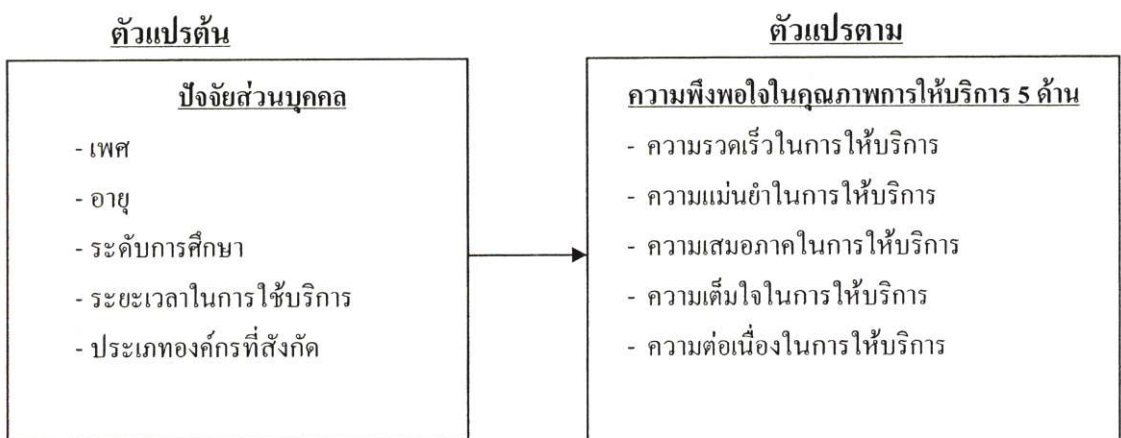 ตัวแปรต้น
ปัจจัยส่วนบุคคล
- เพศ
- อายุ
- ระดับการศึกษา
- ระยะเวลาในการใช้บริการ
- ประเภทองค์กรที่สังกัด
ตัวแปรตาม
ความพึงพอใจในคุณภาพการให้บริการ 5 ด้าน
- ความรวดเร็วในการให้บริการ
- ความแม่นยำในการให้บริการ
- ความเสมอภาคในการให้บริการ
- ความเต็มใจในการให้บริการ
- ความต่อเนื่องในการให้บริการ